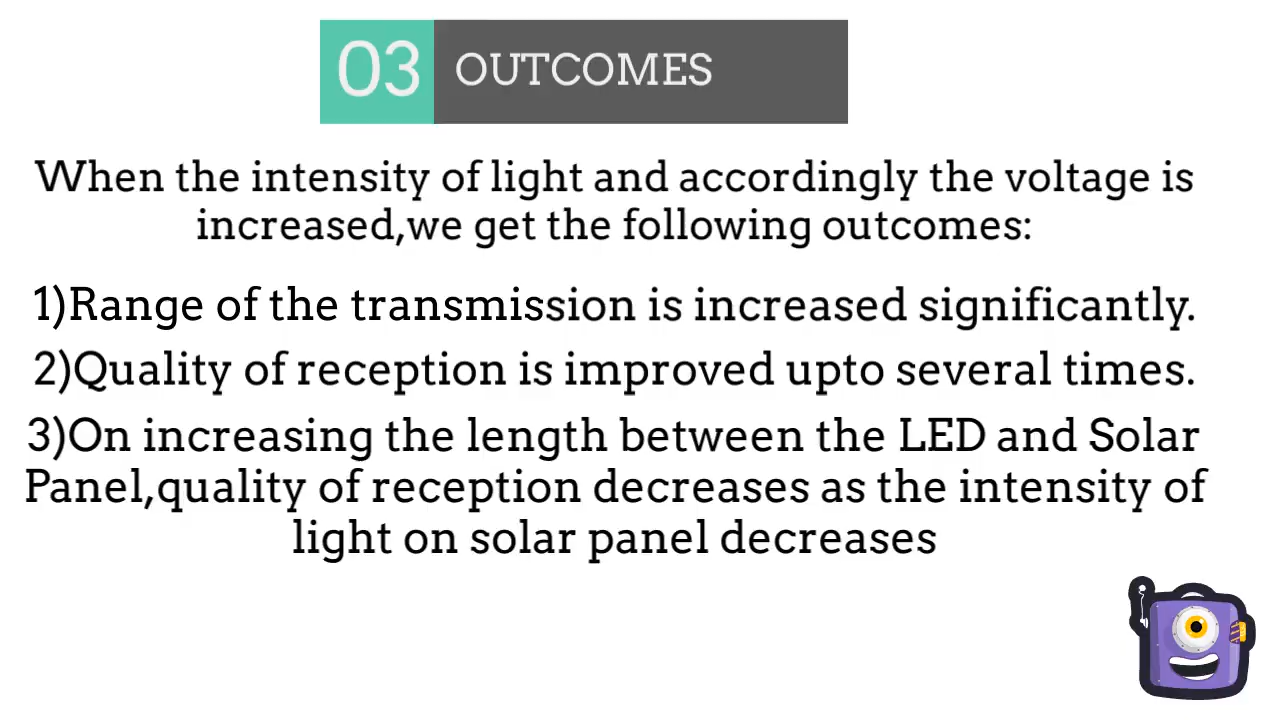 03 OUTCOMES
When the intensity of light and accordingly the voltage is
increased,we get the following outcomes:
1)Range of the transmission is increased significantly.
2)Quality of reception is improved upto several times.
3)On increasing the length between the LED and Solar
Panel,quality of reception decreases as the intensity of
light on solar panel decreases